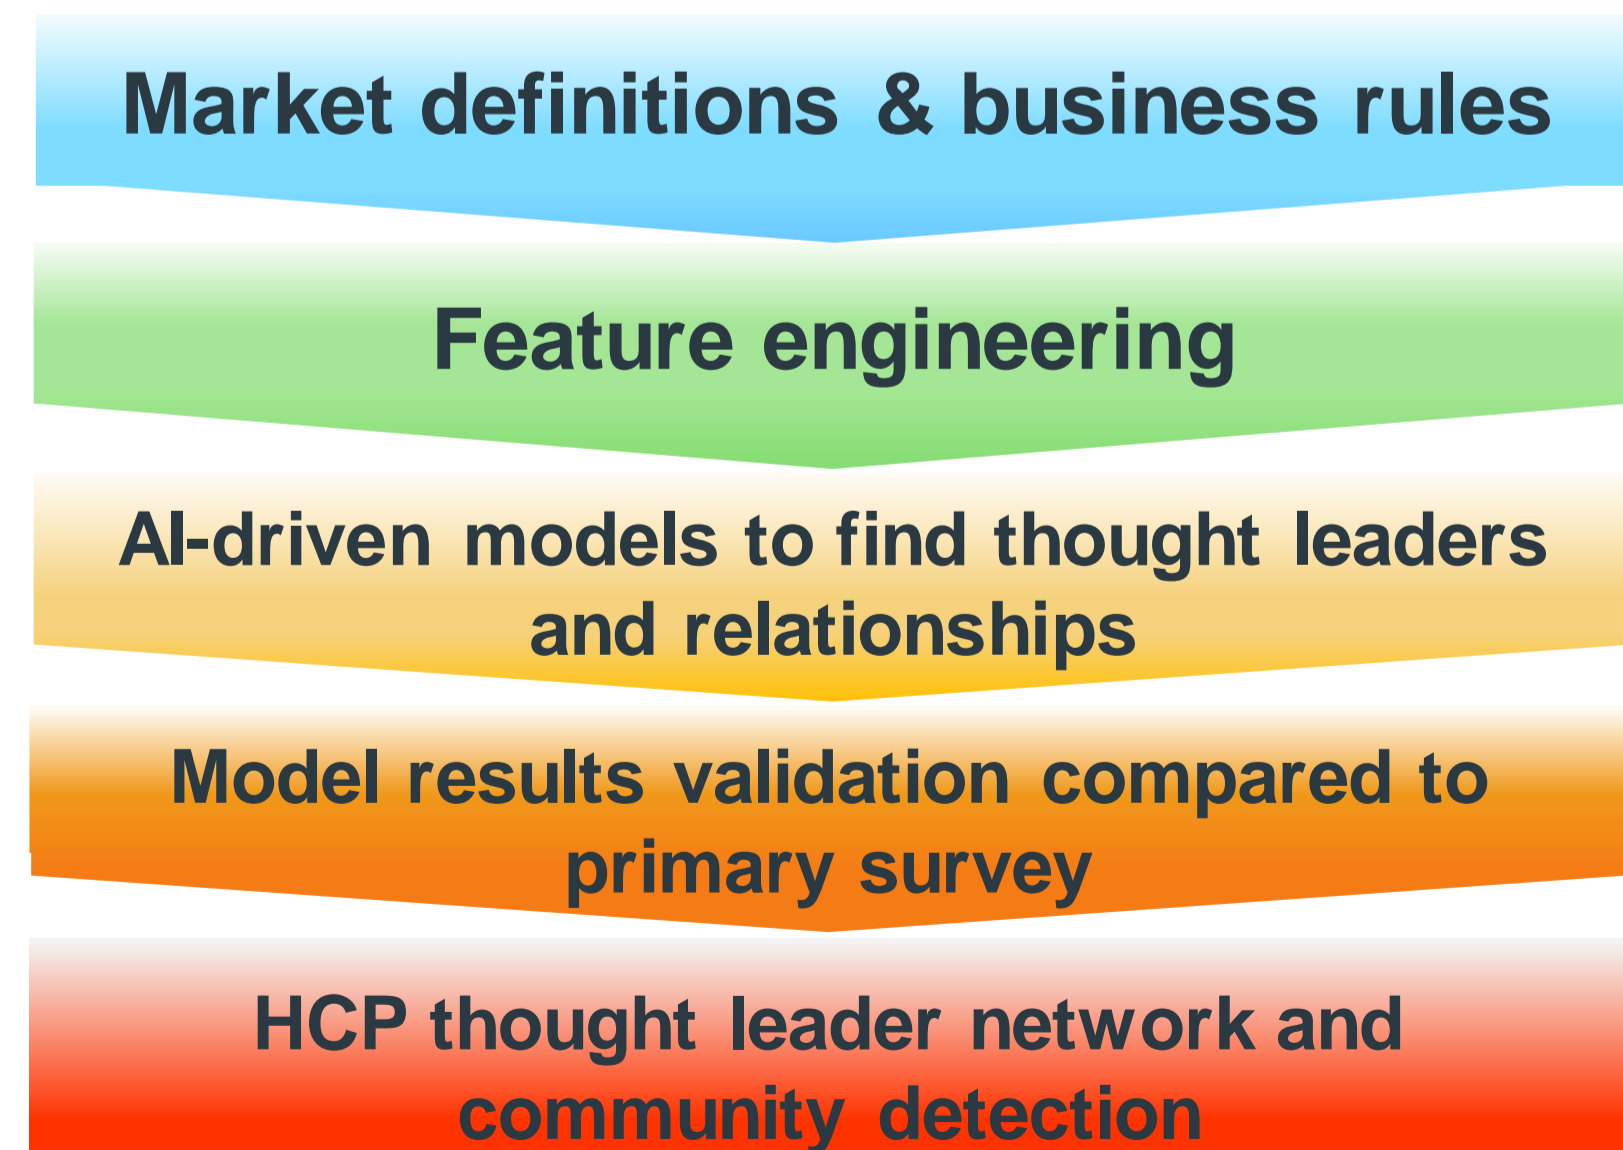 Market definitions & business rules
Feature engineering
AI-driven models to find thought leaders
and relationships
Model results validation compared to
primary survey
HCP thought leader network and
community detection